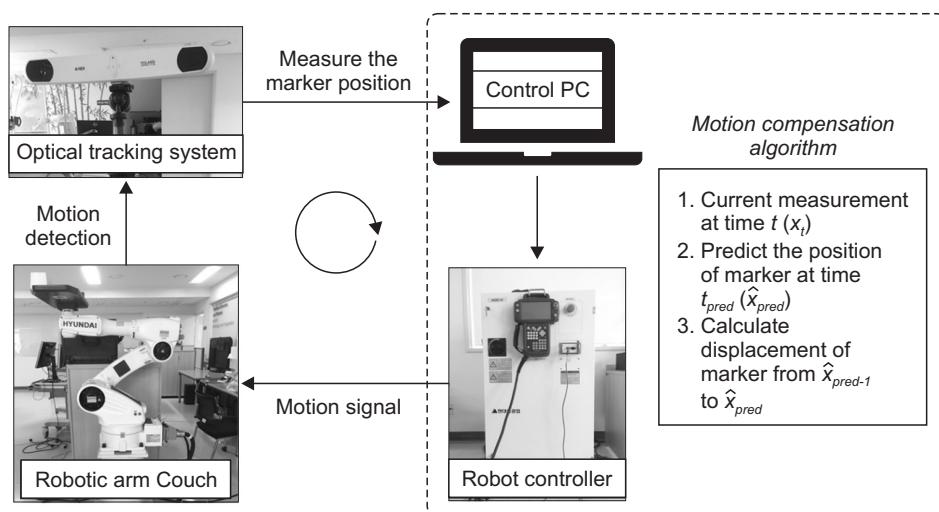 Measure the
marker position
Control PC
Optical tracking system
Motion compensation
algorithm
Motion
detection
1. Current measurement
at time t (x_t)
2. Predict the position
of marker at time
t_pred (x̂_pred)
3. Calculate
displacement of
marker from x̂_pred-1
to x̂_pred
HYUNDAI
Motion signal
Robotic arm Couch
Robot controller